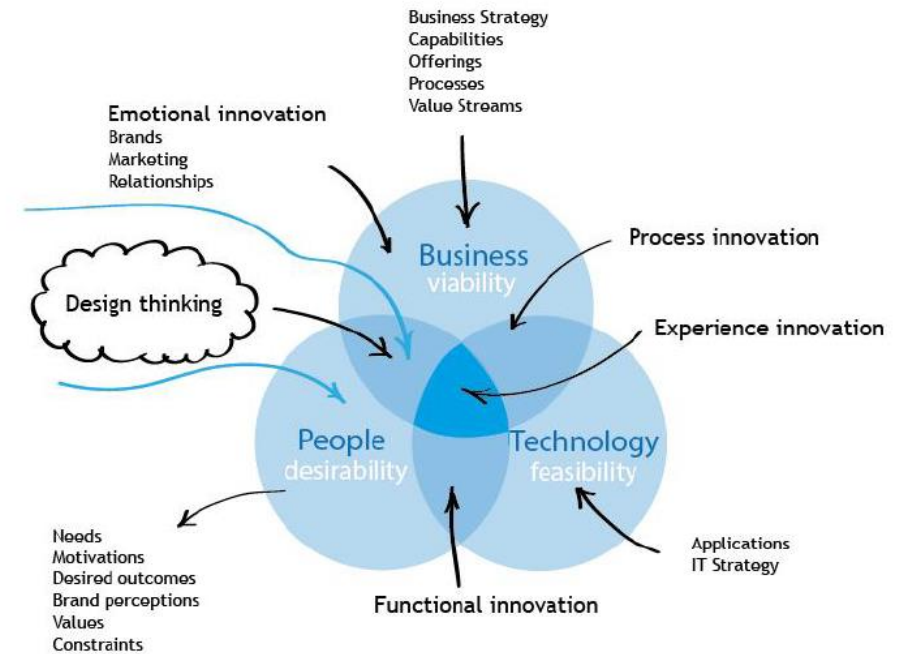 Business Strategy
Capabilities
Offerings
Processes
Value Streams
Emotional innovation
Brands
Marketing
Relationships
Business
viability
Process innovation
Design thinking
Experience innovation
People
desirability
Technology
feasibility
Needs
Motivations
Desired outcomes
Brand perceptions
Values
Constraints
Functional innovation
Applications
IT Strategy